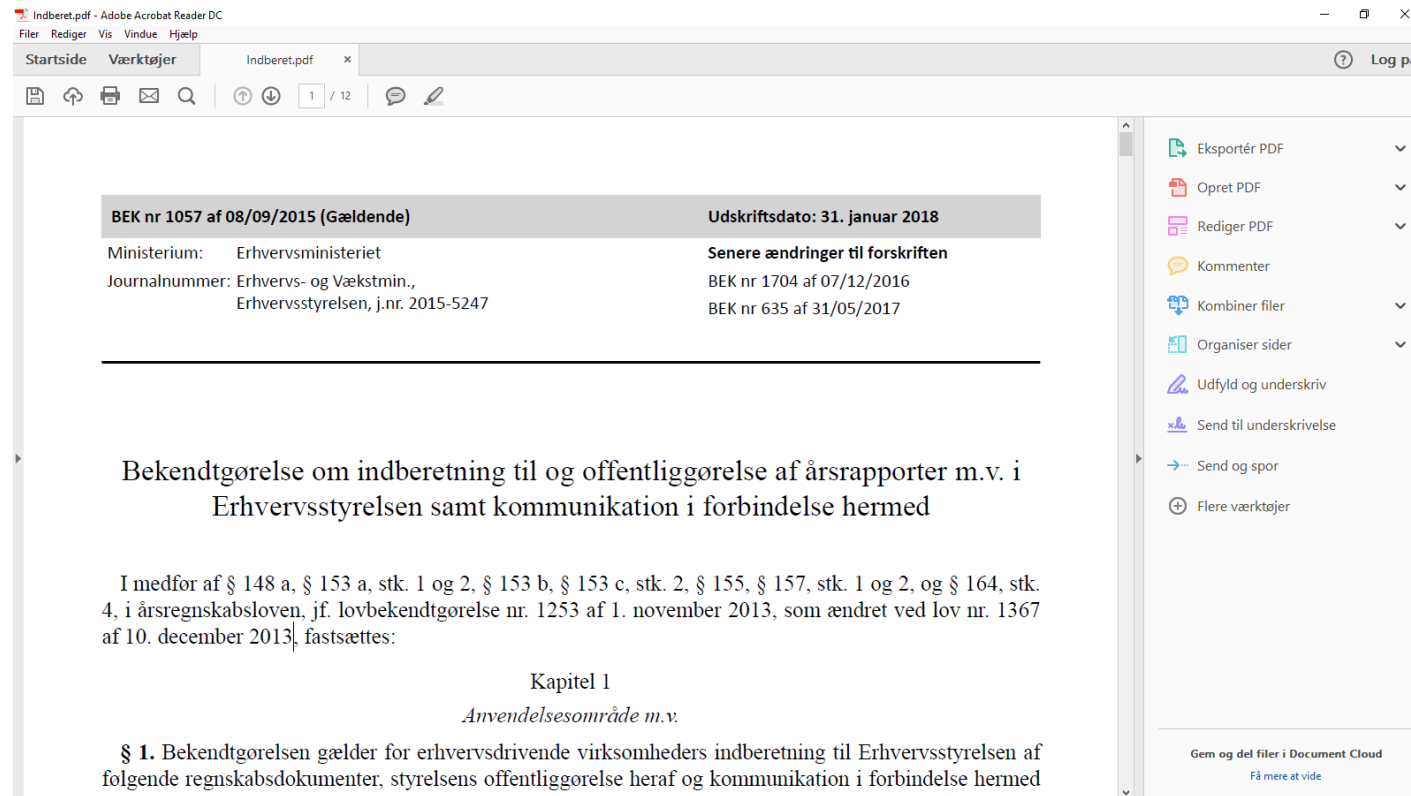 Indberet.pdf - Adobe Acrobat Reader DC
Filer Rediger Vis Vindue Hjælp
Startside Værktøjer Indberet.pdf × Log på
1 / 12
BEK nr 1057 af 08/09/2015 (Gældende)
Ministerium: Erhvervsministeriet
Journalnummer: Erhvervs- og Vækstmin.,
Erhvervsstyrelsen, j.nr. 2015-5247
Udskriftsdato: 31. januar 2018
Senere ændringer til forskriften
BEK nr 1704 af 07/12/2016
BEK nr 635 af 31/05/2017
Bekendtgørelse om indberetning til og offentliggørelse af årsrapporter m.v. i
Erhvervsstyrelsen samt kommunikation i forbindelse hermed
I medfør af § 148 a, § 153 a, stk. 1 og 2, § 153 b, § 153 c, stk. 2, § 155, § 157, stk. 1 og 2, og § 164, stk.
4, i årsregnskabsloven, jf. lovbekendtgørelse nr. 1253 af 1. november 2013, som ændret ved lov nr. 1367
af 10. december 2013, fastsættes:
Kapitel 1
Anvendelsesområde m.v.
§ 1. Bekendtgørelsen gælder for erhvervsdrivende virksomheders indberetning til Erhvervsstyrelsen af
følgende regnskabsdokumenter, styrelsens offentliggørelse heraf og kommunikation i forbindelse hermed
Eksportér PDF
Opret PDF
Rediger PDF
Kommenter
Kombiner filer
Organiser sider
Udfyld og underskriv
Send til underskrivelse
Send og spor
Flere værktøjer
Gem og del filer i Document Cloud
Få mere at vide